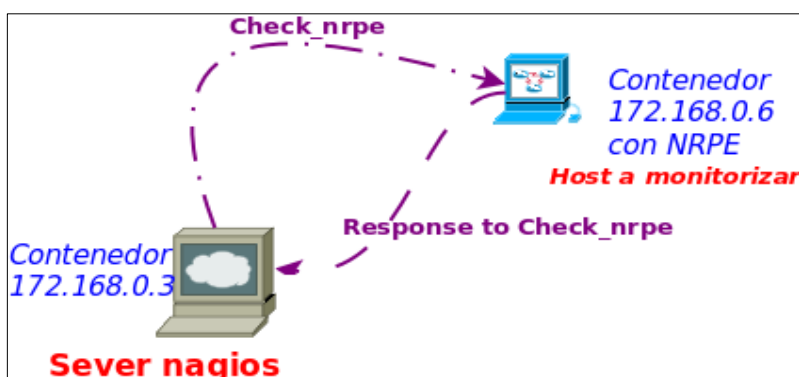 Check_nrpe
Contenedor
172.168.0.6
con NRPE
Host a monitorizar
Response to Check_nrpe
Contenedor
172.168.0.3
Sever nagios